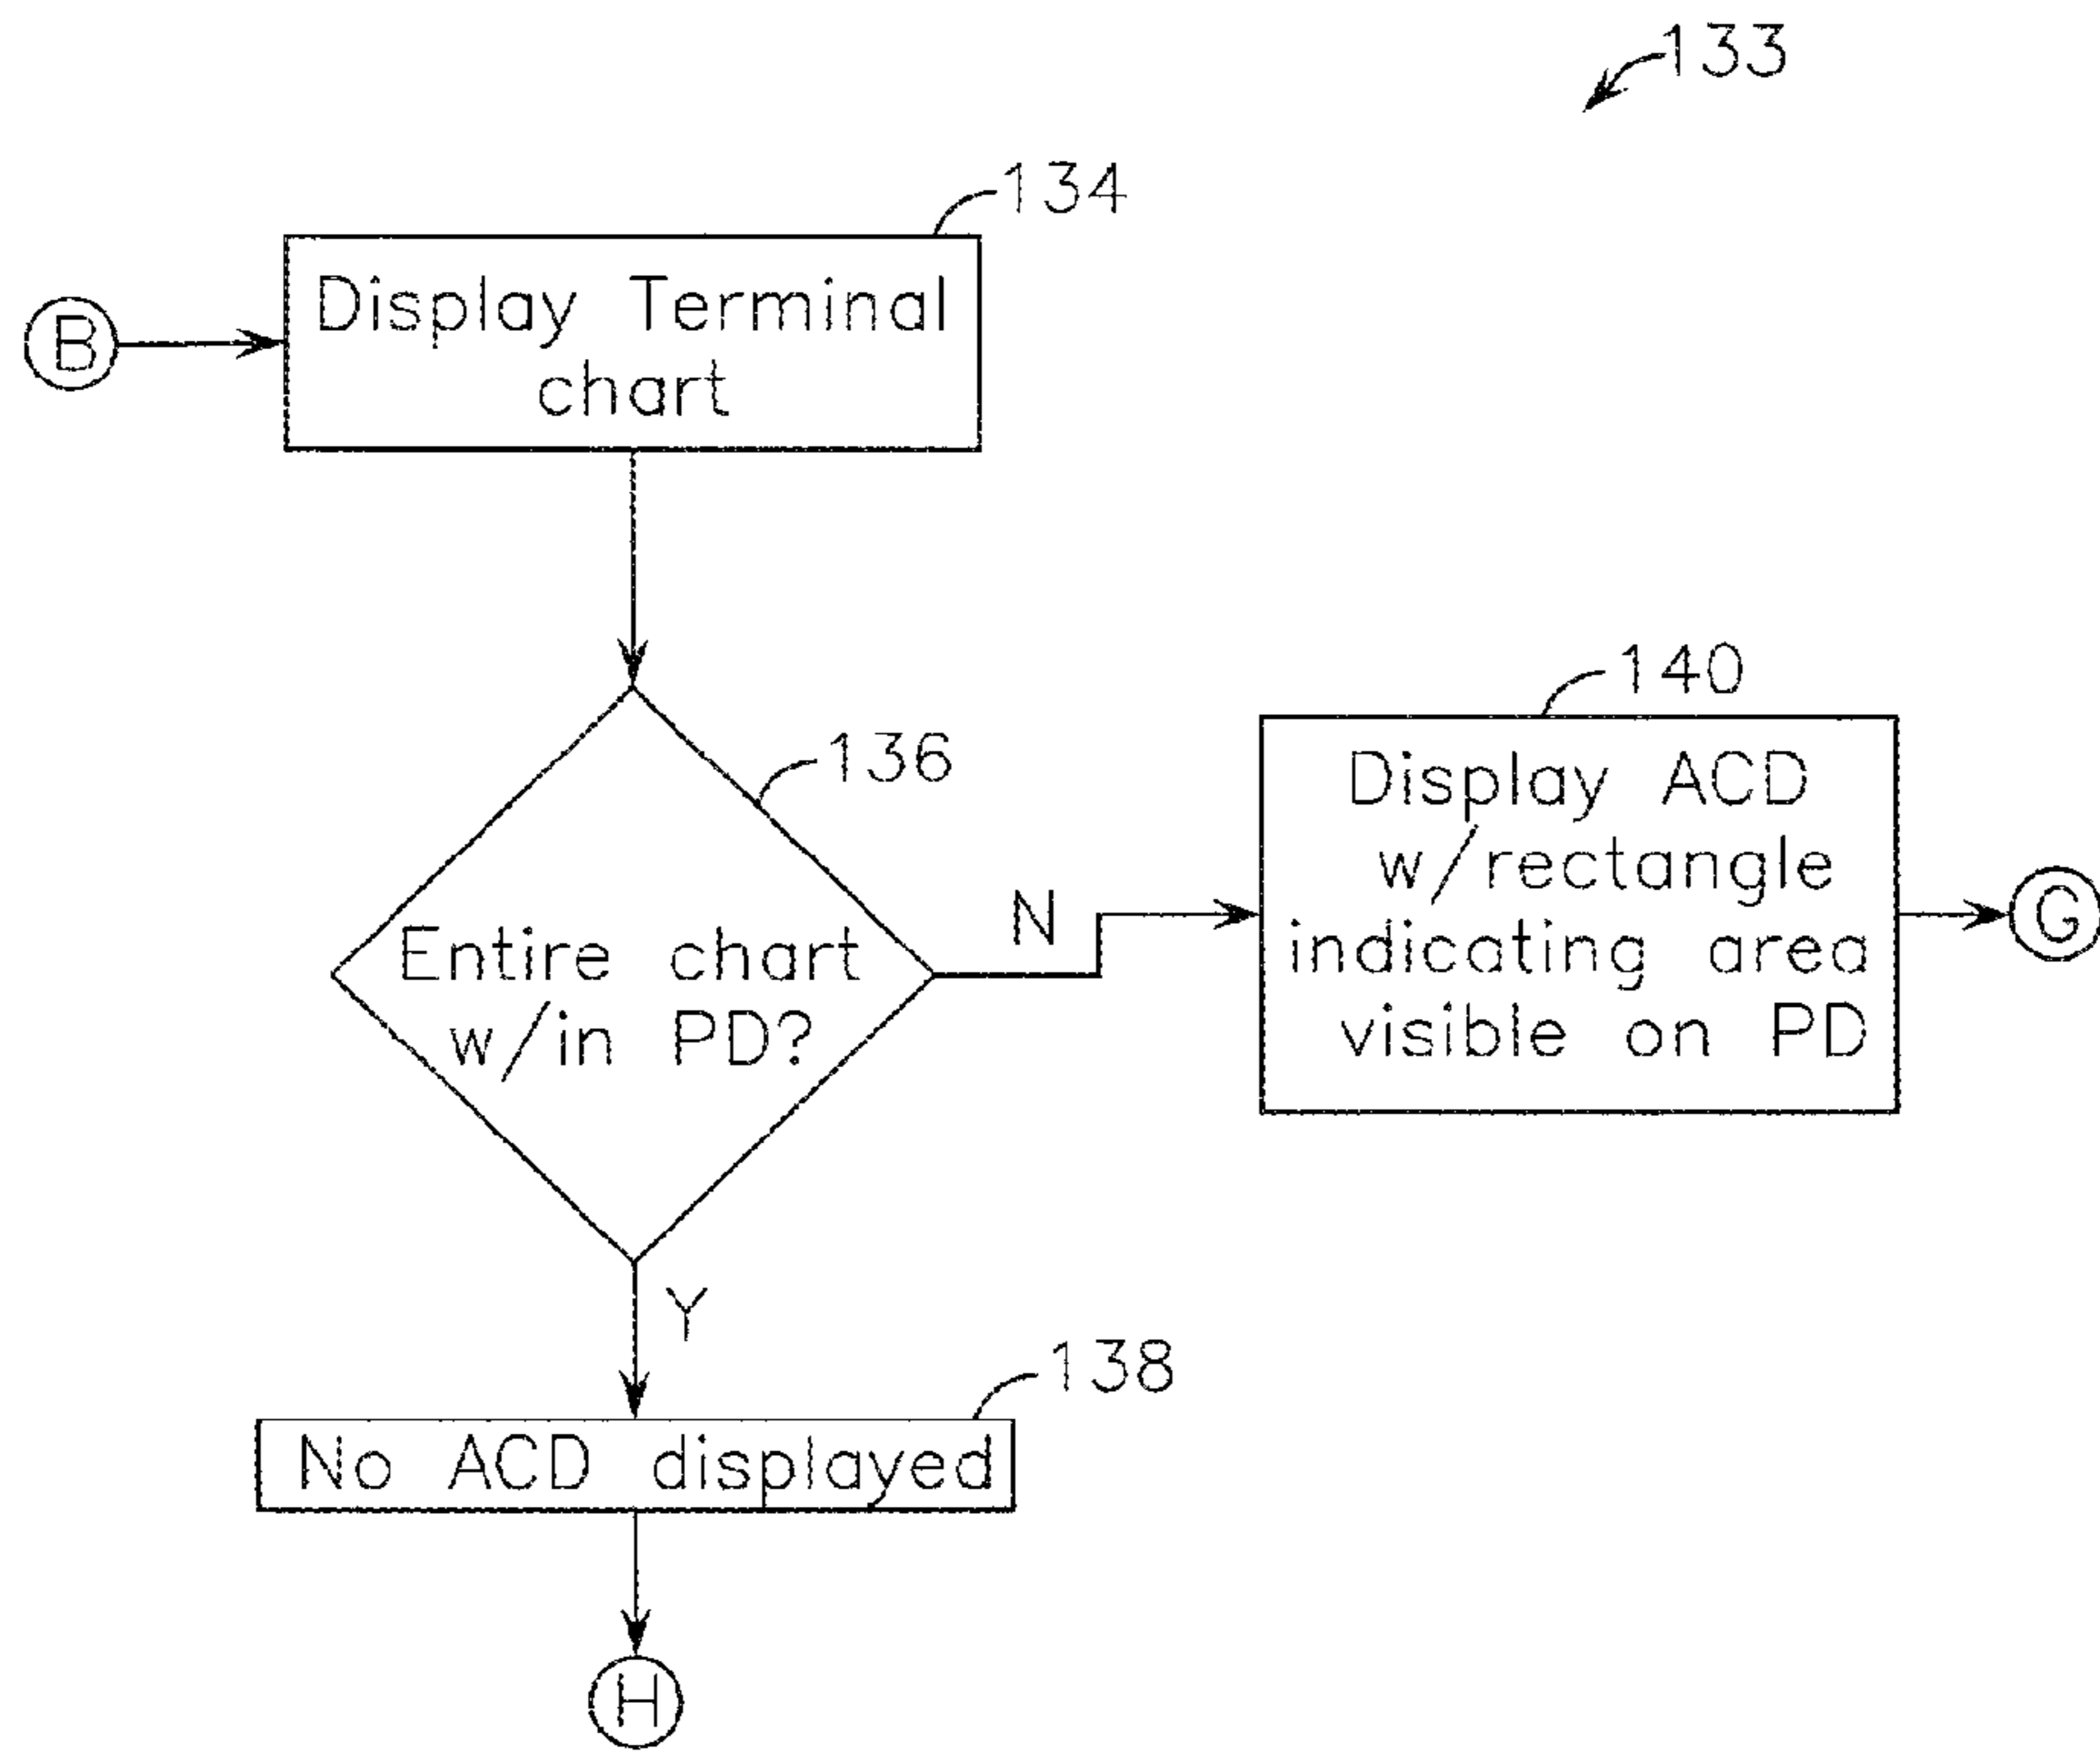 133
134
B
Display Terminal
chart
136
Entire chart
w/in PD?
N
140
Display ACD
w/rectangle
indicating area
visible on PD
G
Y
138
No ACD displayed
H